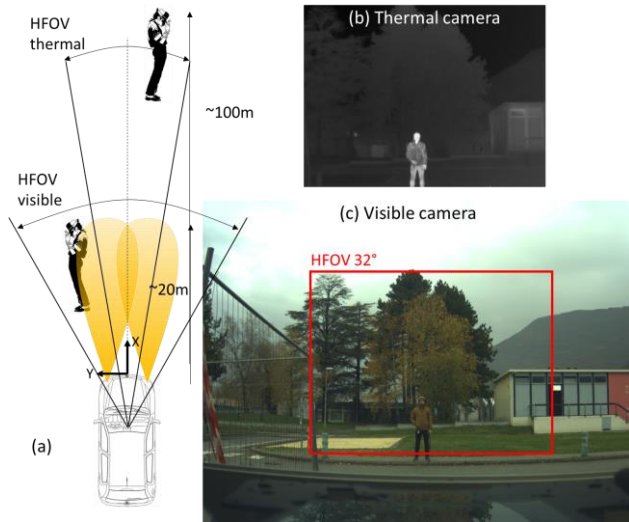 HFOV
thermal
~100m
HFOV
visible
~20m
X
Y
(a)
(b) Thermal camera
(c) Visible camera
HFOV 32°